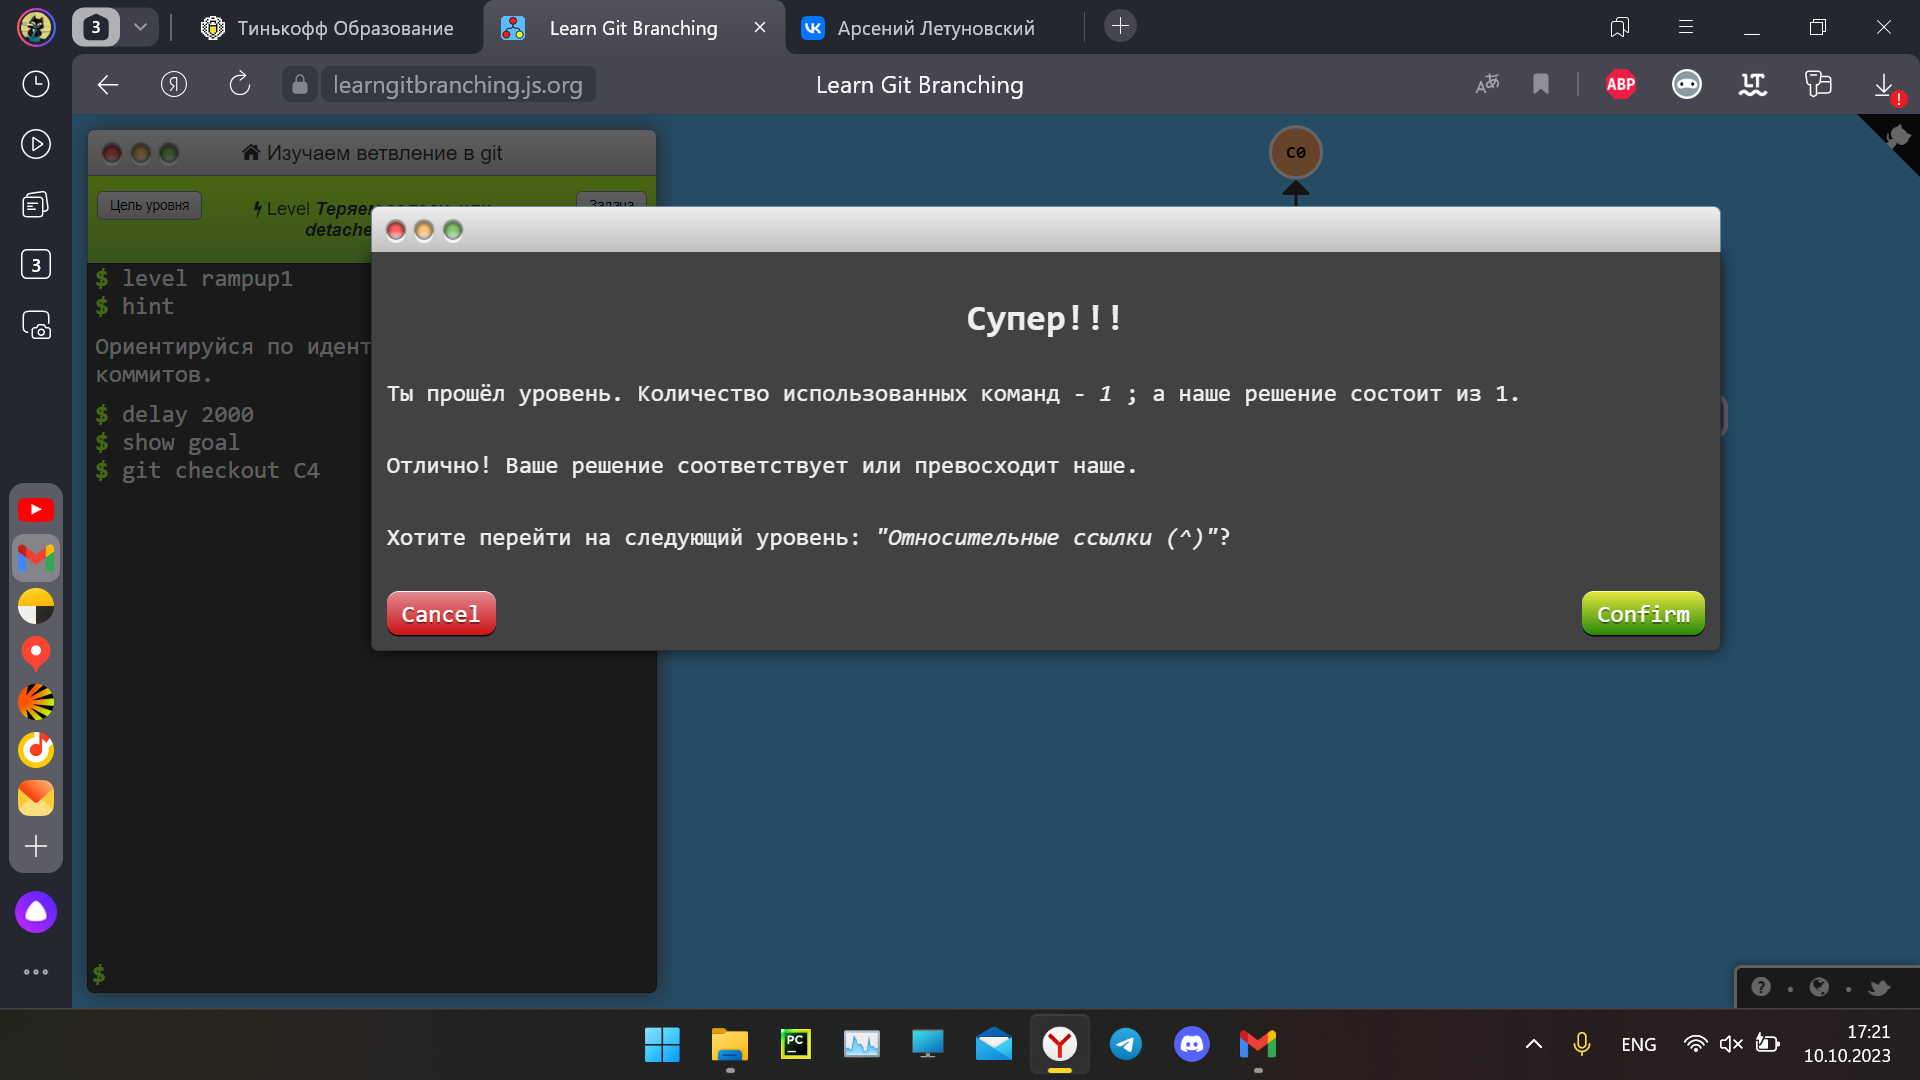 3
Тинькофф Образование
Learn Git Branching
Арсений Летуновский
learngitbranching.js.org
Learn Git Branching
ABP
LT
3
Изучаем ветвление в git
Цель уровня
Level Теряем
Задача
detache
C0
$ level rampup1
$ hint
Ориентируйся по идент
коммитов.
$ delay 2000
$ show goal
$ git checkout C4
$
Супер!!!
Ты прошёл уровень. Количество использованных команд - 1 ; а наше решение состоит из 1.
Отлично! Ваше решение соответствует или превосходит наше.
Хотите перейти на следующий уровень: "Относительные ссылки (^)"?
Cancel
Confirm
PC
ENG
17:21
10.10.2023